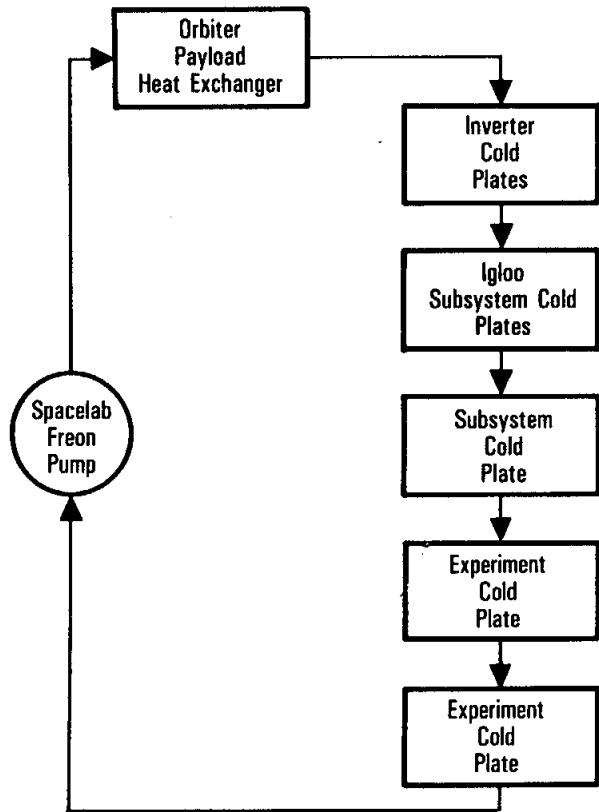 Orbiter
Payload
Heat Exchanger
Inverter
Cold
Plates
Igloo
Subsystem Cold
Plates
Spacelab
Freon
Pump
Subsystem
Cold
Plate
Experiment
Cold
Plate
Experiment
Cold
Plate